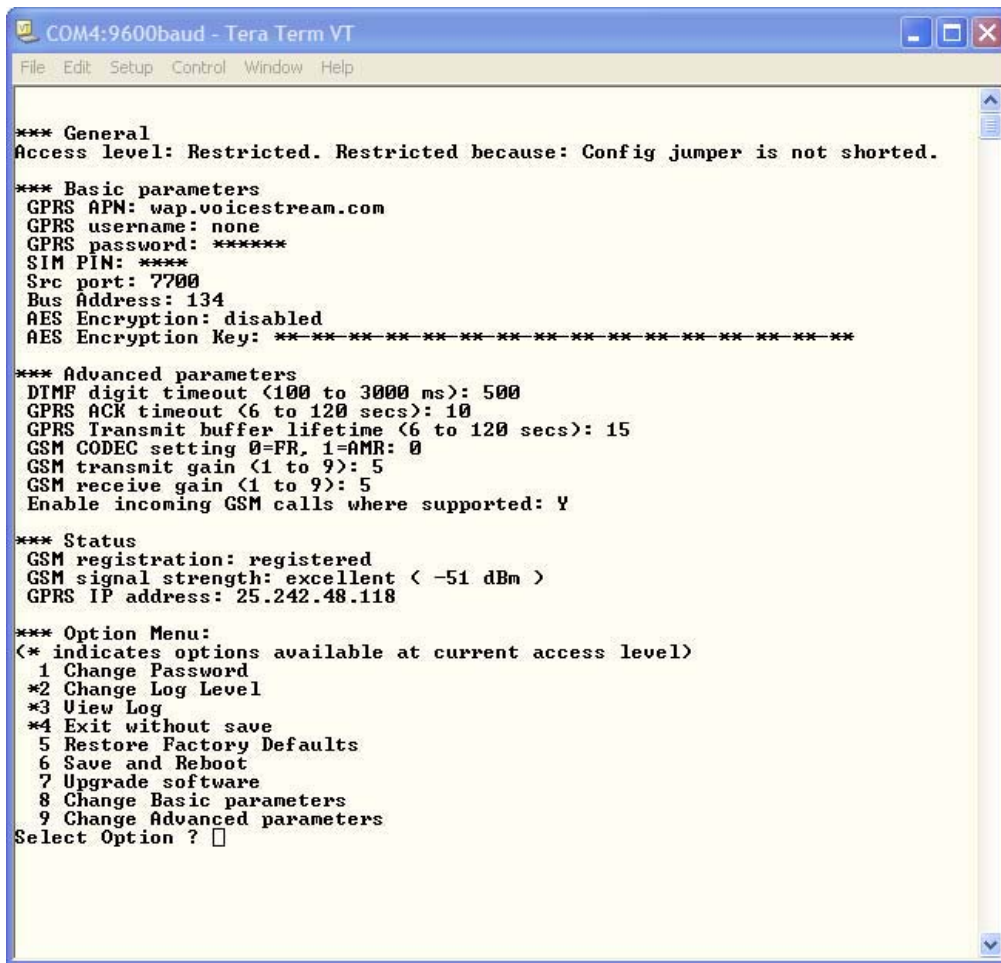 COM4:9600baud - Tera Term VT
File Edit Setup Control Window Help
*** General
Access level: Restricted. Restricted because: Config jumper is not shorted.
*** Basic parameters
GPRS APN: wap.voicestream.com
GPRS username: none
GPRS password: ******
SIM PIN: ****
Src port: 7700
Bus Address: 134
AES Encryption: disabled
AES Encryption Key: **-**-**-**-**-**-**-**-**-**-**-**-**-**-**-**
*** Advanced parameters
DTMF digit timeout (100 to 3000 ms): 500
GPRS ACK timeout (6 to 120 secs): 10
GPRS Transmit buffer lifetime (6 to 120 secs): 15
GSM CODEC setting 0=FR, 1=AMR: 0
GSM transmit gain (1 to 9): 5
GSM receive gain (1 to 9): 5
Enable incoming GSM calls where supported: Y
*** Status
GSM registration: registered
GSM signal strength: excellent ( -51 dBm )
GPRS IP address: 25.242.48.118
*** Option Menu:
(* indicates options available at current access level)
1 Change Password
*2 Change Log Level
*3 View Log
*4 Exit without save
5 Restore Factory Defaults
6 Save and Reboot
7 Upgrade software
8 Change Basic parameters
9 Change Advanced parameters
Select Option ?